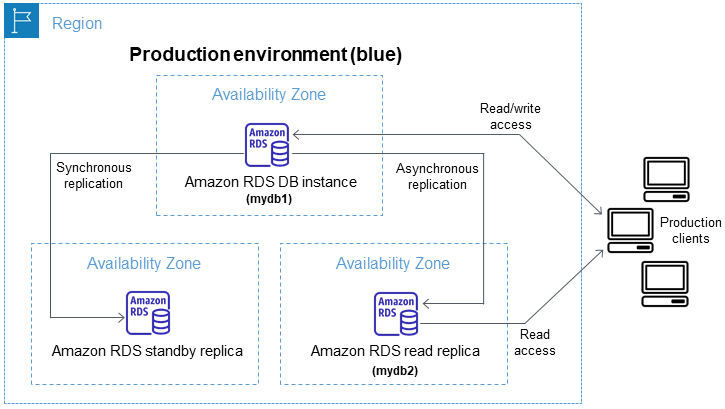 Region
Production environment (blue)
Availability Zone
Amazon
RDS
Amazon RDS DB instance
(mydb1)
Read/write
access
Synchronous
replication
Asynchronous
replication
Production
clients
Availability Zone
Amazon
RDS
Amazon RDS standby replica
Availability Zone
Amazon
RDS
Amazon RDS read replica
(mydb2)
Read
access